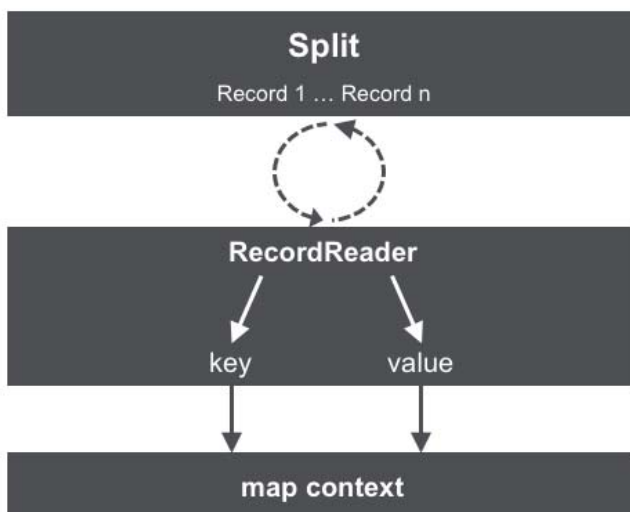 Split
Record 1 … Record n
RecordReader
key value
map context